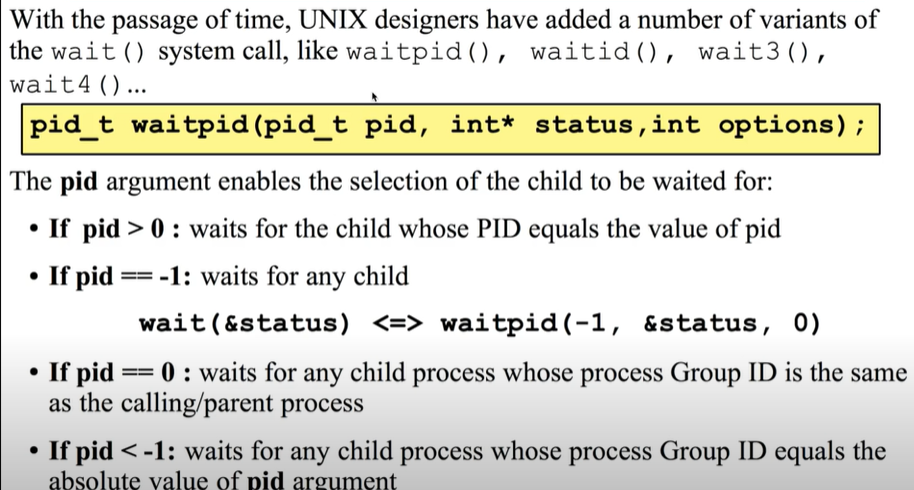 With the passage of time, UNIX designers have added a number of variants of
the wait() system call, like waitpid(), waitid(), wait3(),
wait4()...
pid_t waitpid(pid_t pid, int* status,int options);
The pid argument enables the selection of the child to be waited for:
• If pid > 0 : waits for the child whose PID equals the value of pid
• If pid == -1: waits for any child
wait(&status) <=> waitpid(-1, &status, 0)
• If pid == 0 : waits for any child process whose process Group ID is the same
as the calling/parent process
• If pid < -1: waits for any child process whose process Group ID equals the
absolute value of pid argument